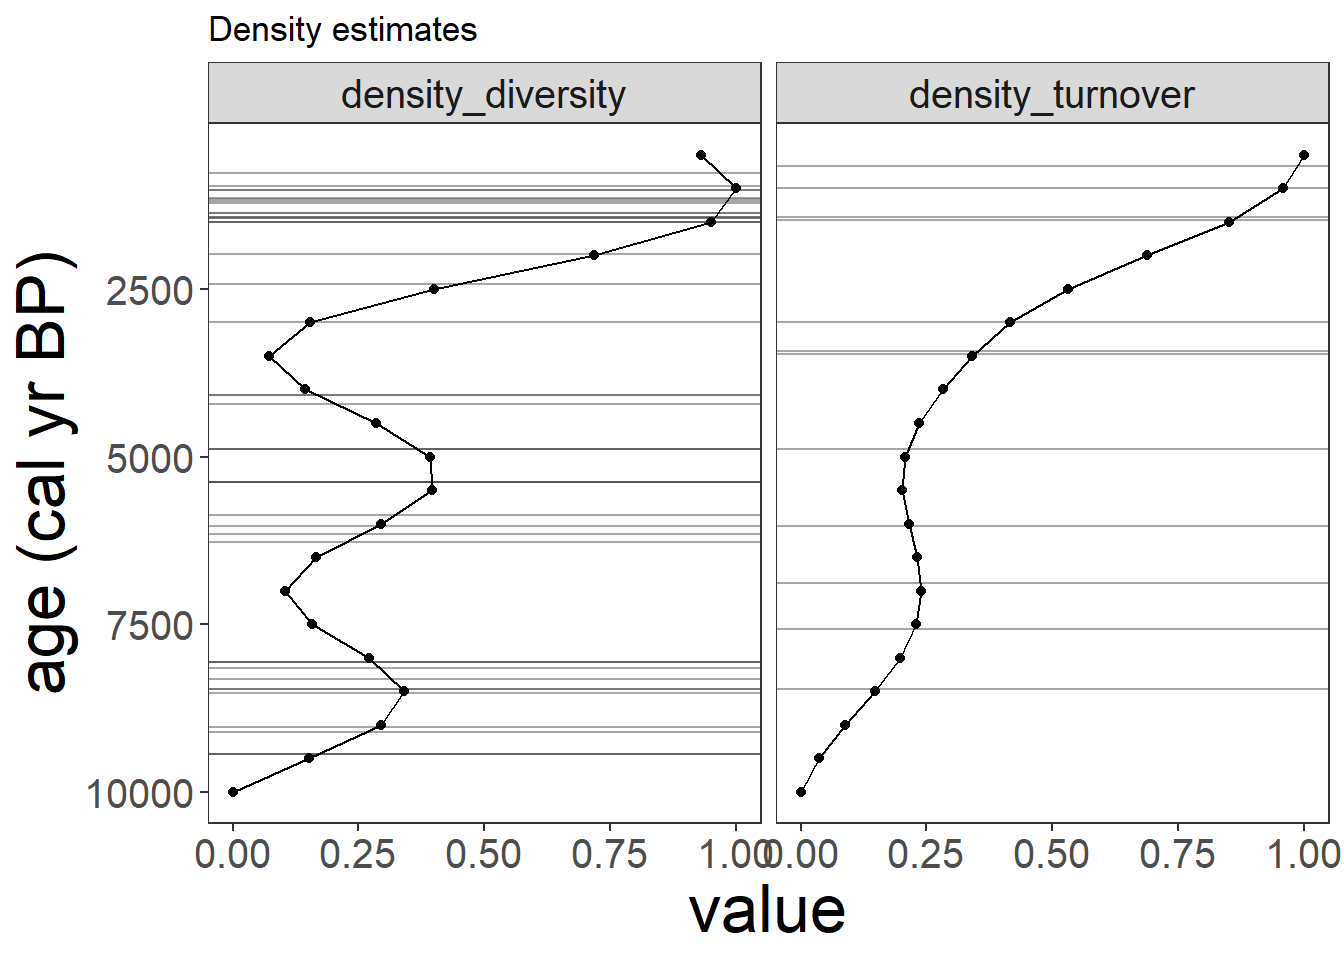 Density estimates
density_diversity density_turnover
age (cal yr BP)
2500
5000
7500
10000
0.00 0.25 0.50 0.75 1.00 0.00 0.25 0.50 0.75 1.00
value